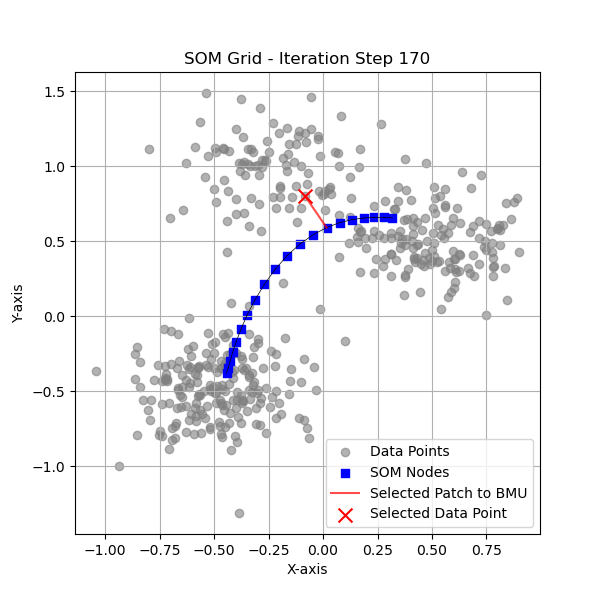 SOM Grid - Iteration Step 170
Y-axis
1.5
1.0
0.5
0.0
−0.5
−1.0
Data Points
SOM Nodes
Selected Patch to BMU
Selected Data Point
−1.00 −0.75 −0.50 −0.25 0.00 0.25 0.50 0.75
X-axis